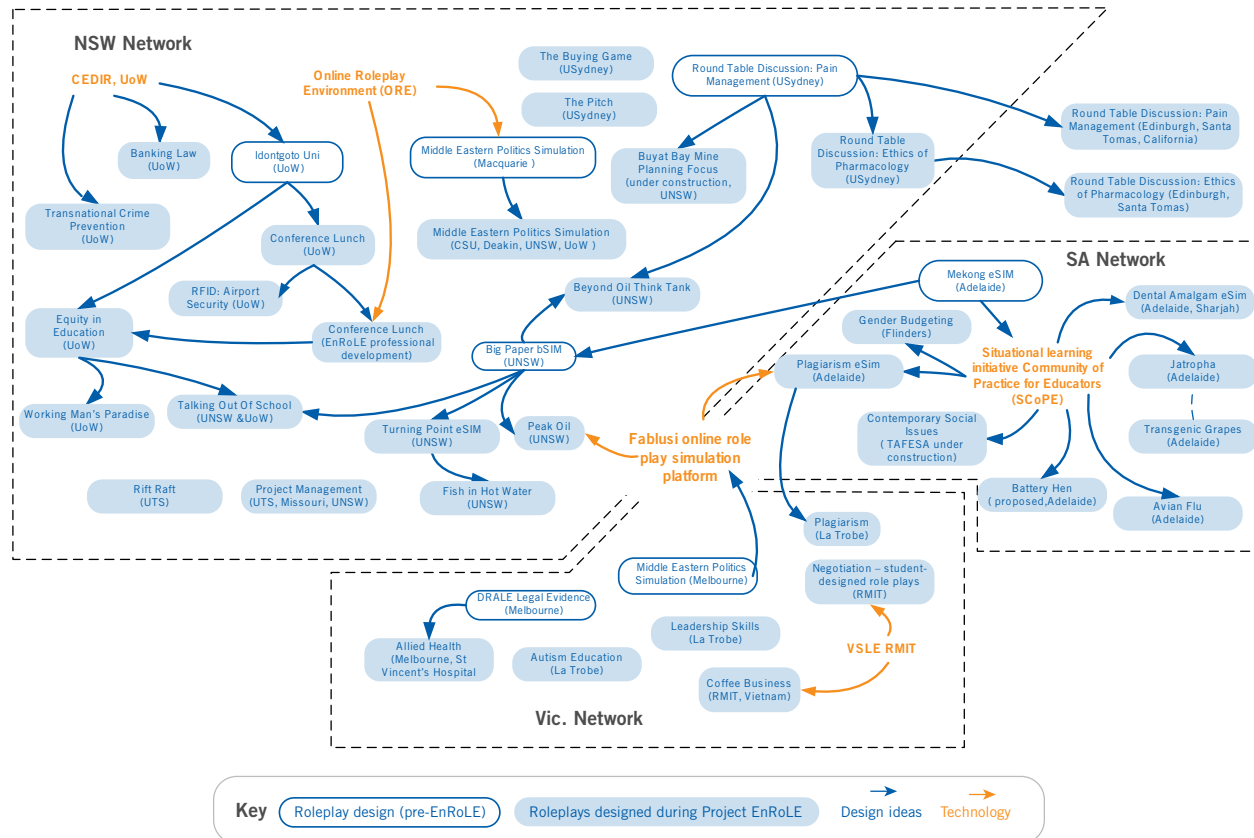 NSW Network
CEDIR, UoW
Online Roleplay
Environment (ORE)
The Buying Game
(USydney)
The Pitch
(USydney)
Round Table Discussion: Pain
Management (USydney)
Banking Law
(UoW)
Idontgoto Uni
(UoW)
Middle Eastern Politics Simulation
(Macquarie )
Buyat Bay Mine
Planning Focus
(under construction,
UNSW)
Round Table
Discussion: Ethics of
Pharmacology
(USydney)
Round Table Discussion: Pain
Management (Edinburgh, Santa
Tomas, California)
Round Table Discussion: Ethics
of Pharmacology (Edinburgh,
Santa Tomas)
Transnational Crime
Prevention
(UoW)
Conference Lunch
(UoW)
Middle Eastern Politics Simulation
(CSU, Deakin, UNSW, UoW )
RFID: Airport
Security (UoW)
Beyond Oil Think Tank
(UNSW)
Equity in
Education
(UoW)
Conference Lunch
(EnRoLE professional
development)
Big Paper bSIM
(UNSW)
Working Man's Paradise
(UoW)
Talking Out Of School
(UNSW &UoW)
Turning Point eSIM
(UNSW)
Peak Oil
(UNSW)
Rift Raft
(UTS)
Project Management
(UTS, Missouri, UNSW)
Fish in Hot Water
(UNSW)
Fablusi online role
play simulation
platform
SA Network
Mekong eSIM
(Adelaide)
Dental Amalgam eSim
(Adelaide, Sharjah)
Gender Budgeting
(Flinders)
Situational learning
initiative Community of
Practice for Educators
(SCoPE)
Plagiarism eSim
(Adelaide)
Jatropha
(Adelaide)
Contemporary Social
Issues
( TAFESA under
construction)
Transgenic Grapes
(Adelaide)
Battery Hen
( proposed,Adelaide)
Avian Flu
(Adelaide)
Plagiarism
(La Trobe)
Middle Eastern Politics
Simulation (Melbourne)
Negotiation – student-
designed role plays
(RMIT)
DRALE Legal Evidence
(Melbourne)
Leadership Skills
(La Trobe)
VSLE RMIT
Allied Health
(Melbourne, St
Vincent's Hospital
Autism Education
(La Trobe)
Coffee Business
(RMIT, Vietnam)
Vic. Network
Key
Roleplay design (pre-EnRoLE)
Roleplays designed during Project EnRoLE
Design ideas
Technology